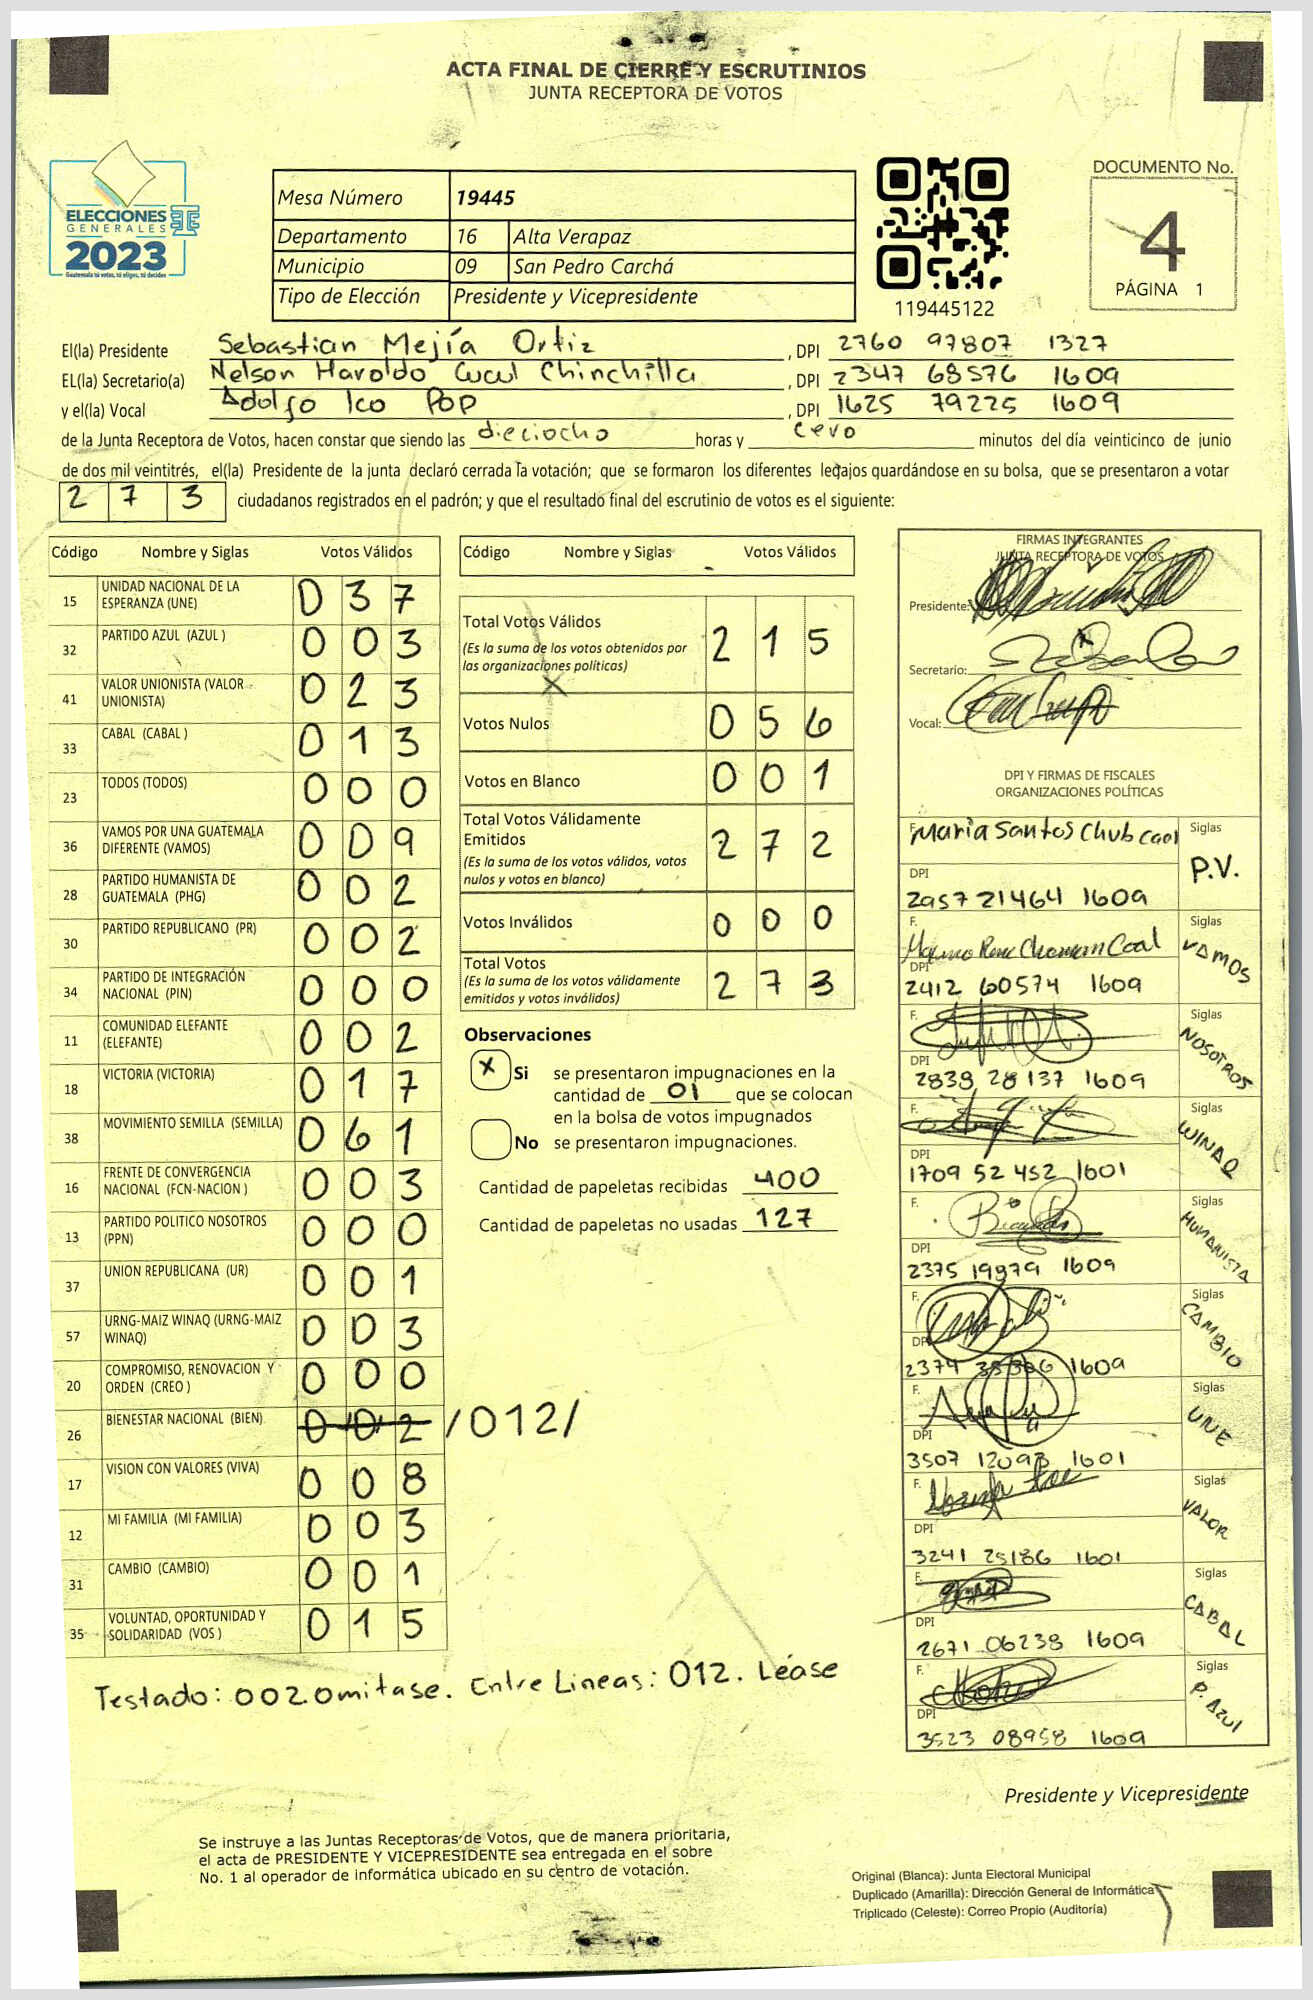 ACTA FINAL DE CIERRE Y ESCRUTINIOS
JUNTA RECEPTORA DE VOTOS
ELECCIONES
GENERALES
2023
Guatemala tú votas, tú eliges, tú decides
Mesa Número 19445
Departamento 16 Alta Verapaz
Municipio 09 San Pedro Carchá
Tipo de Elección Presidente y Vicepresidente
119445122
DOCUMENTO No.
4
PÁGINA 1
El(la) Presidente Sebastian Mejía Ortiz , DPI 2760 97807 1327
EL(la) Secretario(a) Nelson Haroldo Cucul Chinchilla , DPI 2347 68576 1609
y el(la) Vocal Adolfo Ico Pop , DPI 1625 79225 1609
de la Junta Receptora de Votos, hacen constar que siendo las dieciocho horas y cero minutos del día veinticinco de junio
de dos mil veintitrés, el(la) Presidente de la junta declaró cerrada la votación; que se formaron los diferentes legajos guardándose en su bolsa, que se presentaron a votar
2 7 3 ciudadanos registrados en el padrón; y que el resultado final del escrutinio de votos es el siguiente:
Código Nombre y Siglas Votos Válidos
15 UNIDAD NACIONAL DE LA ESPERANZA (UNE) 0 3 7
32 PARTIDO AZUL (AZUL ) 0 0 3
41 VALOR UNIONISTA (VALOR UNIONISTA) 0 2 3
33 CABAL (CABAL ) 0 1 3
23 TODOS (TODOS) 0 0 0
36 VAMOS POR UNA GUATEMALA DIFERENTE (VAMOS) 0 0 9
28 PARTIDO HUMANISTA DE GUATEMALA (PHG) 0 0 2
30 PARTIDO REPUBLICANO (PR) 0 0 2
34 PARTIDO DE INTEGRACIÓN NACIONAL (PIN) 0 0 0
11 COMUNIDAD ELEFANTE (ELEFANTE) 0 0 2
18 VICTORIA (VICTORIA) 0 1 7
38 MOVIMIENTO SEMILLA (SEMILLA) 0 6 1
16 FRENTE DE CONVERGENCIA NACIONAL (FCN-NACION ) 0 0 3
13 PARTIDO POLITICO NOSOTROS (PPN) 0 0 0
37 UNION REPUBLICANA (UR) 0 0 1
57 URNG-MAIZ WINAQ (URNG-MAIZ WINAQ) 0 0 3
20 COMPROMISO, RENOVACION Y ORDEN (CREO ) 0 0 0
26 BIENESTAR NACIONAL (BIEN) 0 0 2 /012/
17 VISION CON VALORES (VIVA) 0 0 8
12 MI FAMILIA (MI FAMILIA) 0 0 3
31 CAMBIO (CAMBIO) 0 0 1
35 VOLUNTAD, OPORTUNIDAD Y SOLIDARIDAD (VOS ) 0 1 5
Testado: 002. Omitase. Entre Lineas: 012. Léase
Código Nombre y Siglas Votos Válidos
Total Votos Válidos 2 1 5
(Es la suma de los votos obtenidos por
las organizaciones políticas)
Votos Nulos 0 5 6
Votos en Blanco 0 0 1
Total Votos Válidamente
Emitidos 2 7 2
(Es la suma de los votos válidos, votos
nulos y votos en blanco)
Votos Inválidos 0 0 0
Total Votos 2 7 3
(Es la suma de los votos válidamente
emitidos y votos inválidos)
Observaciones
X Si se presentaron impugnaciones en la
cantidad de 01 que se colocan
en la bolsa de votos impugnados
No se presentaron impugnaciones.
Cantidad de papeletas recibidas 400
Cantidad de papeletas no usadas 127
FIRMAS INTEGRANTES
JUNTA RECEPTORA DE VOTOS
Presidente:
Secretario:
Vocal:
DPI Y FIRMAS DE FISCALES
ORGANIZACIONES POLÍTICAS
F. Maria Santos Chub Caal Siglas
DPI P.V.
2957 21464 1609
F. Siglas
DPI VAMOS
2412 60574 1609
F. Siglas
DPI NOSOTROS
2839 28 137 1609
F. Siglas
DPI WINAQ
1709 52 452 1601
F. Siglas
DPI HUMANISTA
2375 19979 1609
F. Siglas
DPI CAMBIO
2374 1609
F. Siglas
DPI UNE
3507 12093 1601
F. Siglas
DPI VALOR
3241 25186 1601
F. Siglas
DPI CABAL
2671 06238 1609
F. Siglas
DPI P. AZUL
3523 08958 1609
Presidente y Vicepresidente
Se instruye a las Juntas Receptoras de Votos, que de manera prioritaria,
el acta de PRESIDENTE Y VICEPRESIDENTE sea entregada en el sobre
No. 1 al operador de informática ubicado en su centro de votación.
Original (Blanca): Junta Electoral Municipal
Duplicado (Amarilla): Dirección General de Informática
Triplicado (Celeste): Correo Propio (Auditoría)